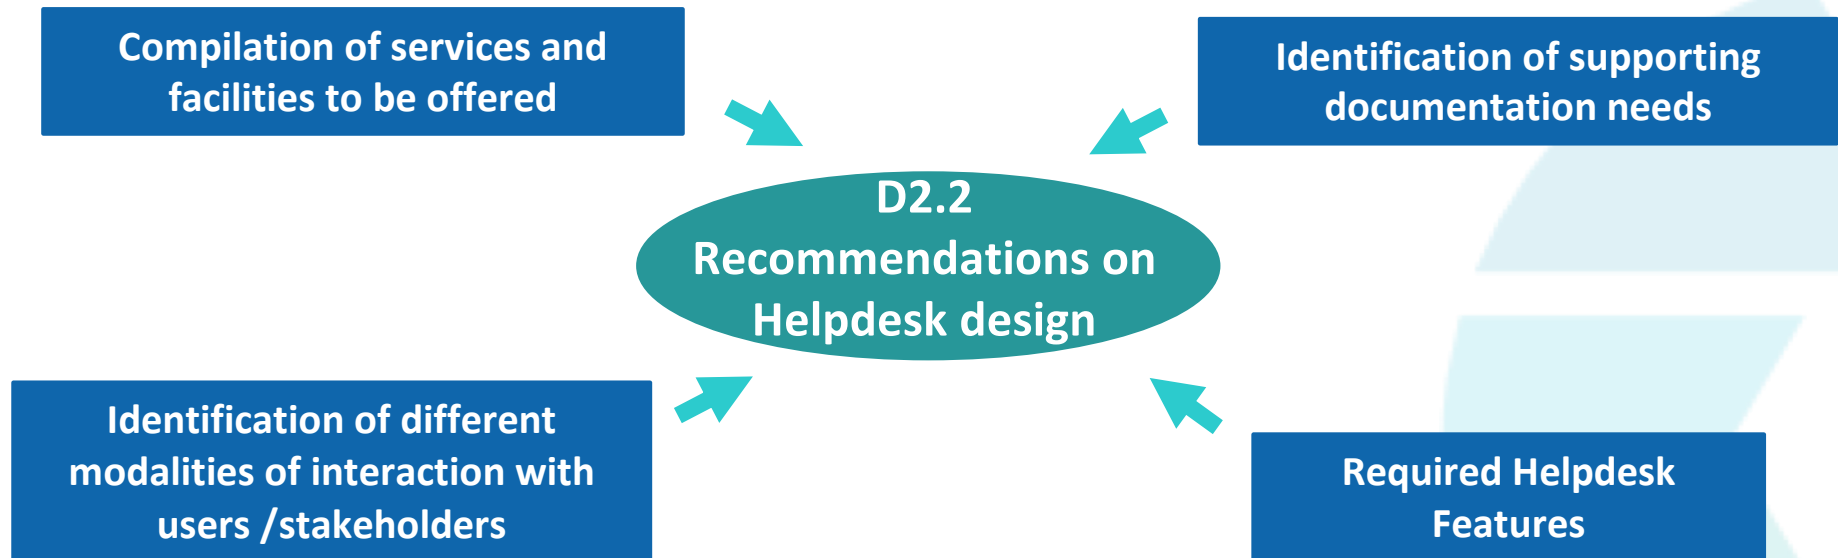 Compilation of services and
facilities to be offered
Identification of supporting
documentation needs
D2.2
Recommendations on
Helpdesk design
Identification of different
modalities of interaction with
users /stakeholders
Required Helpdesk
Features